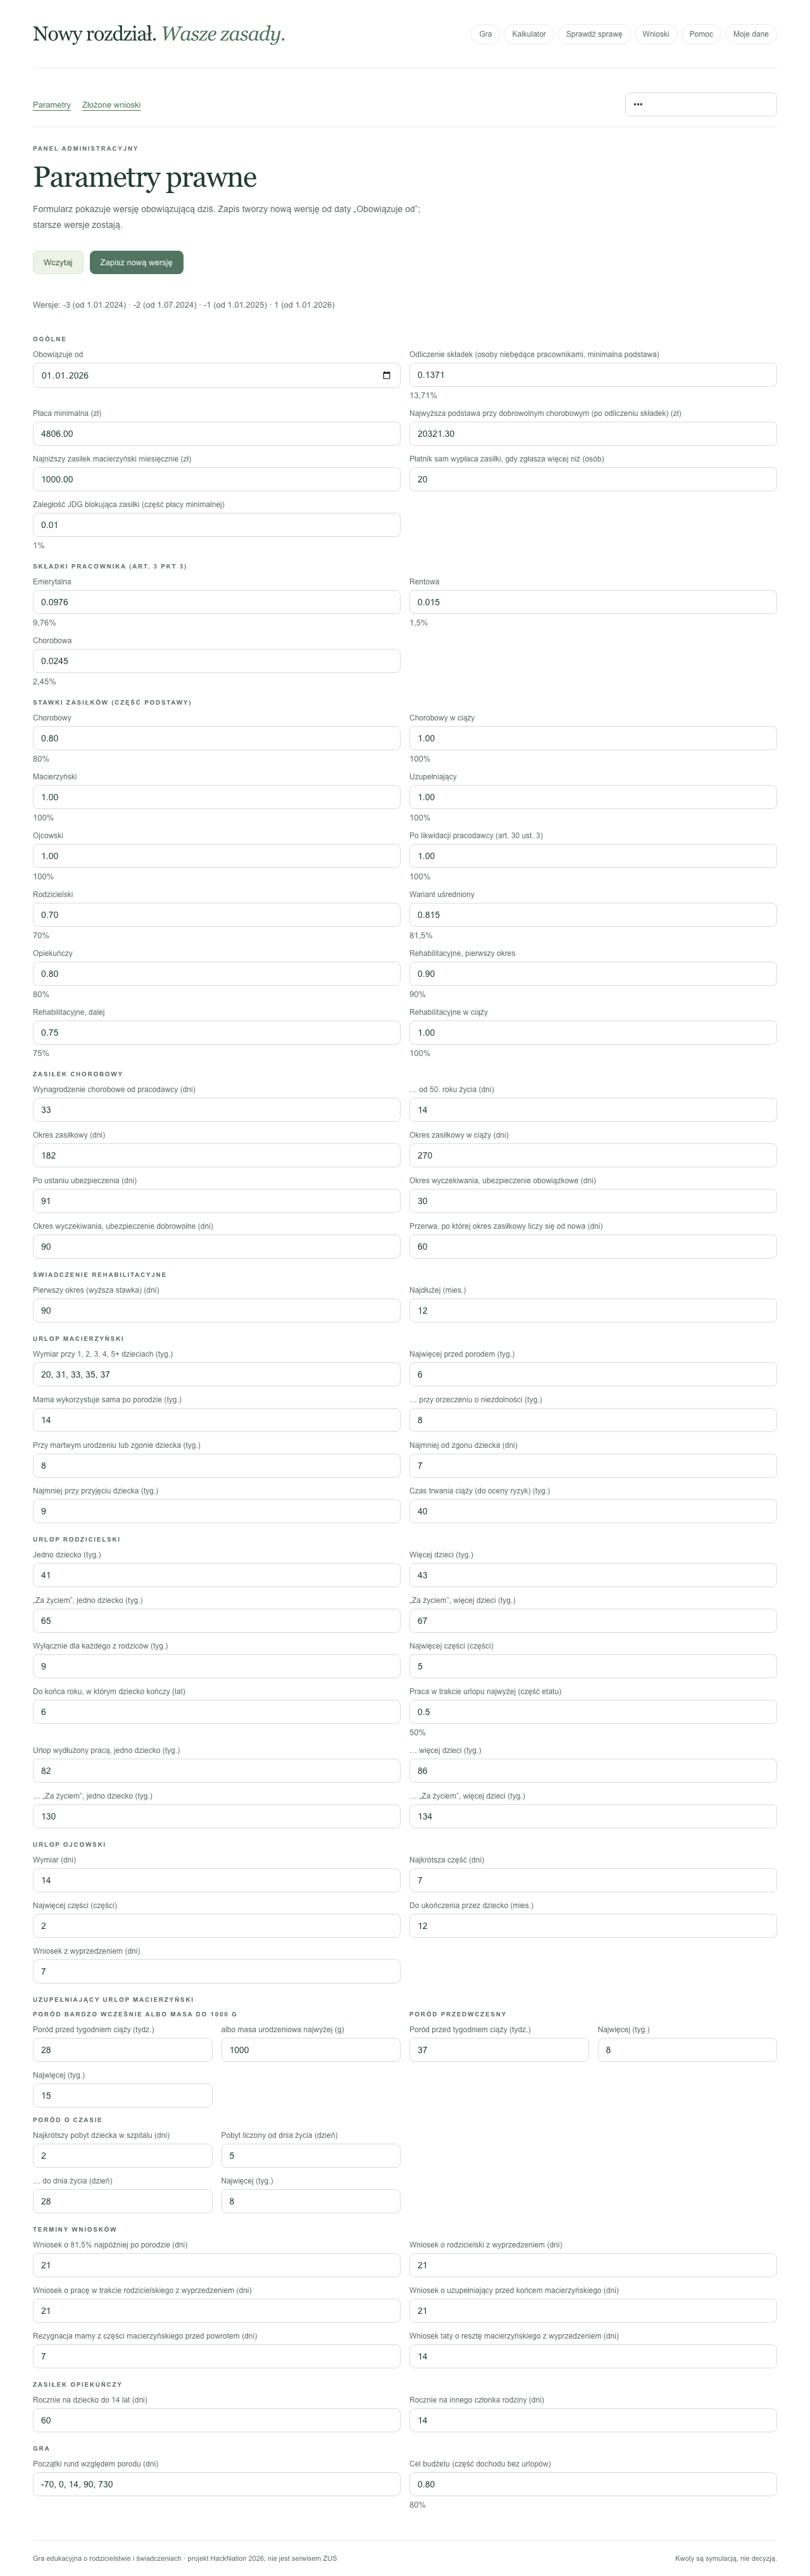 Nowy rozdział. Wasze zasady.
Gra
Kalkulator
Sprawdź sprawę
Wnioski
Pomoc
Moje dane
Parametry
Złożone wnioski
•••
PANEL ADMINISTRACYJNY
Parametry prawne
Formularz pokazuje wersję obowiązującą dziś. Zapis tworzy nową wersję od daty „Obowiązuje od”;
starsze wersje zostają.
Wczytaj
Zapisz nową wersję
Wersje: -3 (od 1.01.2024) · -2 (od 1.07.2024) · -1 (od 1.01.2025) · 1 (od 1.01.2026)
OGÓLNE
Obowiązuje od
01.01.2026
Odliczenie składek (osoby niebędące pracownikami, minimalna podstawa)
0.1371
13,71%
Płaca minimalna (zł)
4806.00
Najwyższa podstawa przy dobrowolnym chorobowym (po odliczeniu składek) (zł)
20321.30
Najniższy zasiłek macierzyński miesięcznie (zł)
1000.00
Płatnik sam wypłaca zasiłki, gdy zgłasza więcej niż (osób)
20
Zaległość JDG blokująca zasiłki (część płacy minimalnej)
0.01
1%
SKŁADKI PRACOWNIKA (ART. 3 PKT 3)
Emerytalna
0.0976
9,76%
Rentowa
0.015
1,5%
Chorobowa
0.0245
2,45%
STAWKI ZASIŁKÓW (CZĘŚĆ PODSTAWY)
Chorobowy
0.80
80%
Chorobowy w ciąży
1.00
100%
Macierzyński
1.00
100%
Uzupełniający
1.00
100%
Ojcowski
1.00
100%
Po likwidacji pracodawcy (art. 30 ust. 3)
1.00
100%
Rodzicielski
0.70
70%
Wariant uśredniony
0.815
81,5%
Opiekuńczy
0.80
80%
Rehabilitacyjne, pierwszy okres
0.90
90%
Rehabilitacyjne, dalej
0.75
75%
Rehabilitacyjne w ciąży
1.00
100%
ZASIŁEK CHOROBOWY
Wynagrodzenie chorobowe od pracodawcy (dni)
33
... od 50. roku życia (dni)
14
Okres zasiłkowy (dni)
182
Okres zasiłkowy w ciąży (dni)
270
Po ustaniu ubezpieczenia (dni)
91
Okres wyczekiwania, ubezpieczenie obowiązkowe (dni)
30
Okres wyczekiwania, ubezpieczenie dobrowolne (dni)
90
Przerwa, po której okres zasiłkowy liczy się od nowa (dni)
60
ŚWIADCZENIE REHABILITACYJNE
Pierwszy okres (wyższa stawka) (dni)
90
Najdłużej (mies.)
12
URLOP MACIERZYŃSKI
Wymiar przy 1, 2, 3, 4, 5+ dzieciach (tyg.)
20, 31, 33, 35, 37
Najwięcej przed porodem (tyg.)
6
Mama wykorzystuje sama po porodzie (tyg.)
14
... przy orzeczeniu o niezdolności (tyg.)
8
Przy martwym urodzeniu lub zgonie dziecka (tyg.)
8
Najmniej od zgonu dziecka (dni)
7
Najmniej przy przyjęciu dziecka (tyg.)
9
Czas trwania ciąży (do oceny ryzyk) (tyg.)
40
URLOP RODZICIELSKI
Jedno dziecko (tyg.)
41
Więcej dzieci (tyg.)
43
„Za życiem”, jedno dziecko (tyg.)
65
„Za życiem”, więcej dzieci (tyg.)
67
Wyłącznie dla każdego z rodziców (tyg.)
9
Najwięcej części (części)
5
Do końca roku, w którym dziecko kończy (lat)
6
Praca w trakcie urlopu najwyżej (część etatu)
0.5
50%
Urlop wydłużony pracą, jedno dziecko (tyg.)
82
... więcej dzieci (tyg.)
86
... „Za życiem”, jedno dziecko (tyg.)
130
... „Za życiem”, więcej dzieci (tyg.)
134
URLOP OJCOWSKI
Wymiar (dni)
14
Najkrótsza część (dni)
7
Najwięcej części (części)
2
Do ukończenia przez dziecko (mies.)
12
Wniosek z wyprzedzeniem (dni)
7
UZUPEŁNIAJĄCY URLOP MACIERZYŃSKI
PORÓD BARDZO WCZEŚNIE ALBO MASA DO 1000 G
Poród przed tygodniem ciąży (tydz.)
28
albo masa urodzeniowa najwyżej (g)
1000
Najwięcej (tyg.)
15
PORÓD PRZEDWCZESNY
Poród przed tygodniem ciąży (tydz.)
37
Najwięcej (tyg.)
8
PORÓD O CZASIE
Najkrótszy pobyt dziecka w szpitalu (dni)
2
Pobyt liczony od dnia życia (dzień)
5
... do dnia życia (dzień)
28
Najwięcej (tyg.)
8
TERMINY WNIOSKÓW
Wniosek o 81,5% najpóźniej po porodzie (dni)
21
Wniosek o rodzicielski z wyprzedzeniem (dni)
21
Wniosek o pracę w trakcie rodzicielskiego z wyprzedzeniem (dni)
21
Wniosek o uzupełniający przed końcem macierzyńskiego (dni)
21
Rezygnacja mamy z części macierzyńskiego przed powrotem (dni)
7
Wniosek taty o resztę macierzyńskiego z wyprzedzeniem (dni)
14
ZASIŁEK OPIEKUŃCZY
Rocznie na dziecko do 14 lat (dni)
60
Rocznie na innego członka rodziny (dni)
14
GRA
Początki rund względem porodu (dni)
-70, 0, 14, 90, 730
Cel budżetu (część dochodu bez urlopów)
0.80
80%
Gra edukacyjna o rodzicielstwie i świadczeniach · projekt HackNation 2026, nie jest serwisem ZUS
Kwoty są symulacją, nie decyzją.